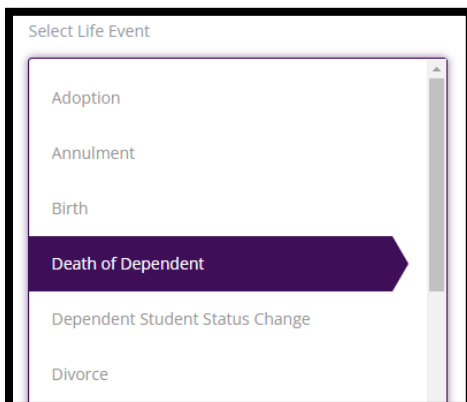 Select Life Event
Adoption
Annulment
Birth
Death of Dependent
Dependent Student Status Change
Divorce